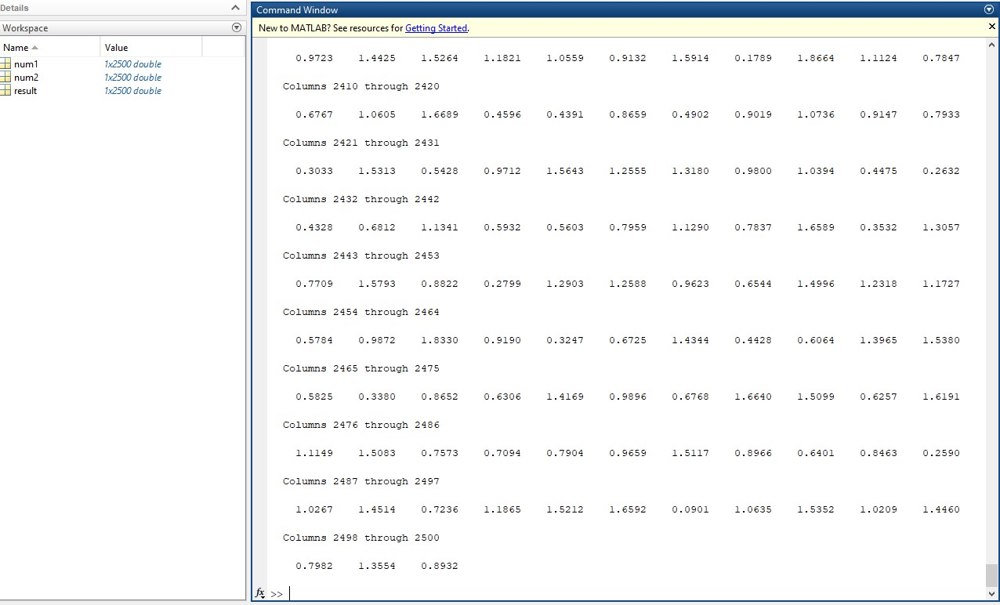 Details
Workspace
Name Value
num1 1x2500 double
num2 1x2500 double
result 1x2500 double
Command Window
New to MATLAB? See resources for Getting Started.
0.9723 1.4425 1.5264 1.1821 1.0559 0.9132 1.5914 0.1789 1.8664 1.1124 0.7847
Columns 2410 through 2420
0.6767 1.0605 1.6689 0.4596 0.4391 0.8659 0.4902 0.9019 1.0736 0.9147 0.7933
Columns 2421 through 2431
0.3033 1.5313 0.5428 0.9712 1.5643 1.2555 1.3180 0.9800 1.0394 0.4475 0.2632
Columns 2432 through 2442
0.4328 0.6812 1.1341 0.5932 0.5603 0.7959 1.1290 0.7837 1.6589 0.3532 1.3057
Columns 2443 through 2453
0.7709 1.5793 0.8822 0.2799 1.2903 1.2588 0.9623 0.6544 1.4996 1.2318 1.1727
Columns 2454 through 2464
0.5784 0.9872 1.8330 0.9190 0.3247 0.6725 1.4344 0.4428 0.6064 1.3965 1.5380
Columns 2465 through 2475
0.5825 0.3380 0.8652 0.6306 1.4169 0.9896 0.6768 1.6640 1.5099 0.6257 1.6191
Columns 2476 through 2486
1.1149 1.5083 0.7573 0.7094 0.7904 0.9659 1.5117 0.8966 0.6401 0.8463 0.2590
Columns 2487 through 2497
1.0267 1.4514 0.7236 1.1865 1.5212 1.6592 0.0901 1.0635 1.5352 1.0209 1.4460
Columns 2498 through 2500
0.7982 1.3554 0.8932
fx >>